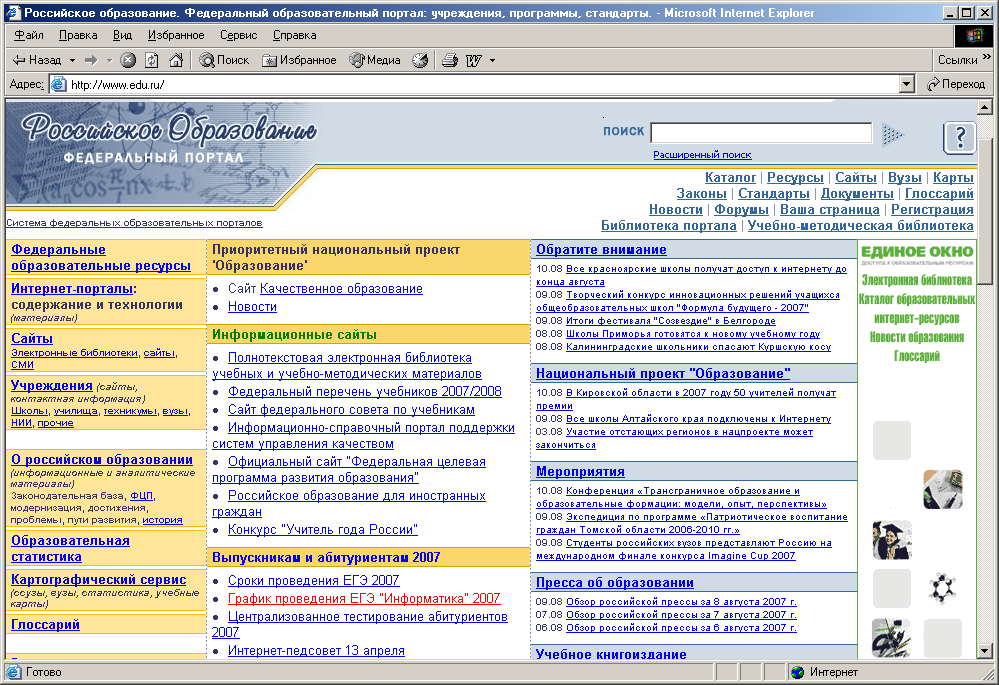 Российское образование. Федеральный образовательный портал: учреждения, программы, стандарты. - Microsoft Internet Explorer
Файл Правка Вид Избранное Сервис Справка
Назад Поиск Избранное Медиа Ссылки »
Адрес: http://www.edu.ru/ Переход
Российское Образование
ФЕДЕРАЛЬНЫЙ ПОРТАЛ
ПОИСК
?
Расширенный поиск
Каталог | Ресурсы | Сайты | Вузы | Карты
Законы | Стандарты | Документы | Глоссарий
Новости | Форумы | Ваша страница | Регистрация
Библиотека портала | Учебно-методическая библиотека
Система федеральных образовательных порталов
Федеральные
образовательные ресурсы
Интернет-порталы:
содержание и технологии
(материалы)
Сайты
Электронные библиотеки, сайты,
СМИ
Учреждения (сайты,
контактная информация)
Школы, училища, техникумы, вузы,
НИИ, прочие
О российском образовании
(информационные и аналитические
материалы)
Законодательная база, ФЦП,
модернизация, достижения,
проблемы, пути развития, история
Образовательная
статистика
Картографический сервис
(ссузы, вузы, статистика, учебные
карты)
Глоссарий
Приоритетный национальный проект
"Образование"
• Сайт Качественное образование
• Новости
Информационные сайты
• Полнотекстовая электронная библиотека
учебных и учебно-методических материалов
• Федеральный перечень учебников 2007/2008
• Сайт федерального совета по учебникам
• Информационно-справочный портал поддержки
систем управления качеством
• Официальный сайт "Федеральная целевая
программа развития образования"
• Российское образование для иностранных
граждан
• Конкурс "Учитель года России"
Выпускникам и абитуриентам 2007
• Сроки проведения ЕГЭ 2007
• График проведения ЕГЭ "Информатика" 2007
• Централизованное тестирование абитуриентов
2007
• Интернет-педсовет 13 апреля
Обратите внимание
10.08 Все красноярские школы получат доступ к интернету до
конца августа
09.08 Творческий конкурс инновационных решений учащихся
общеобразовательных школ "Формула будущего - 2007"
09.08 Итоги фестиваля "Созвездие" в Белгороде
08.08 Школы Приморья готовятся к новому учебному году
08.08 Калининградские школьники спасают Куршскую косу
Национальный проект "Образование"
10.08 В Кировской области в 2007 году 50 учителей получат
премии
09.08 Все школы Алтайского края подключены к Интернету
03.08 Участие отстающих регионов в нацпроекте может
закончиться
Мероприятия
10.08 Конференция «Трансграничное образование и
образовательные формации: модели, опыт, перспективы»
09.08 Экспедиция по программе «Патриотическое воспитание
граждан Томской области 2006-2010 гг.»
09.08 Студенты российских вузов представляют Россию на
международном финале конкурса Imagine Cup 2007
Пресса об образовании
09.08 Обзор российской прессы за 8 августа 2007 г.
07.08 Обзор российской прессы за 7 августа 2007 г.
06.08 Обзор российской прессы за 6 августа 2007 г.
Учебное книгоиздание
ЕДИНОЕ ОКНО
ДОСТУПА К ОБРАЗОВАТЕЛЬНЫМ РЕСУРСАМ
Электронная библиотека
Каталог образовательных
интернет-ресурсов
Новости образования
Глоссарий
Готово Интернет